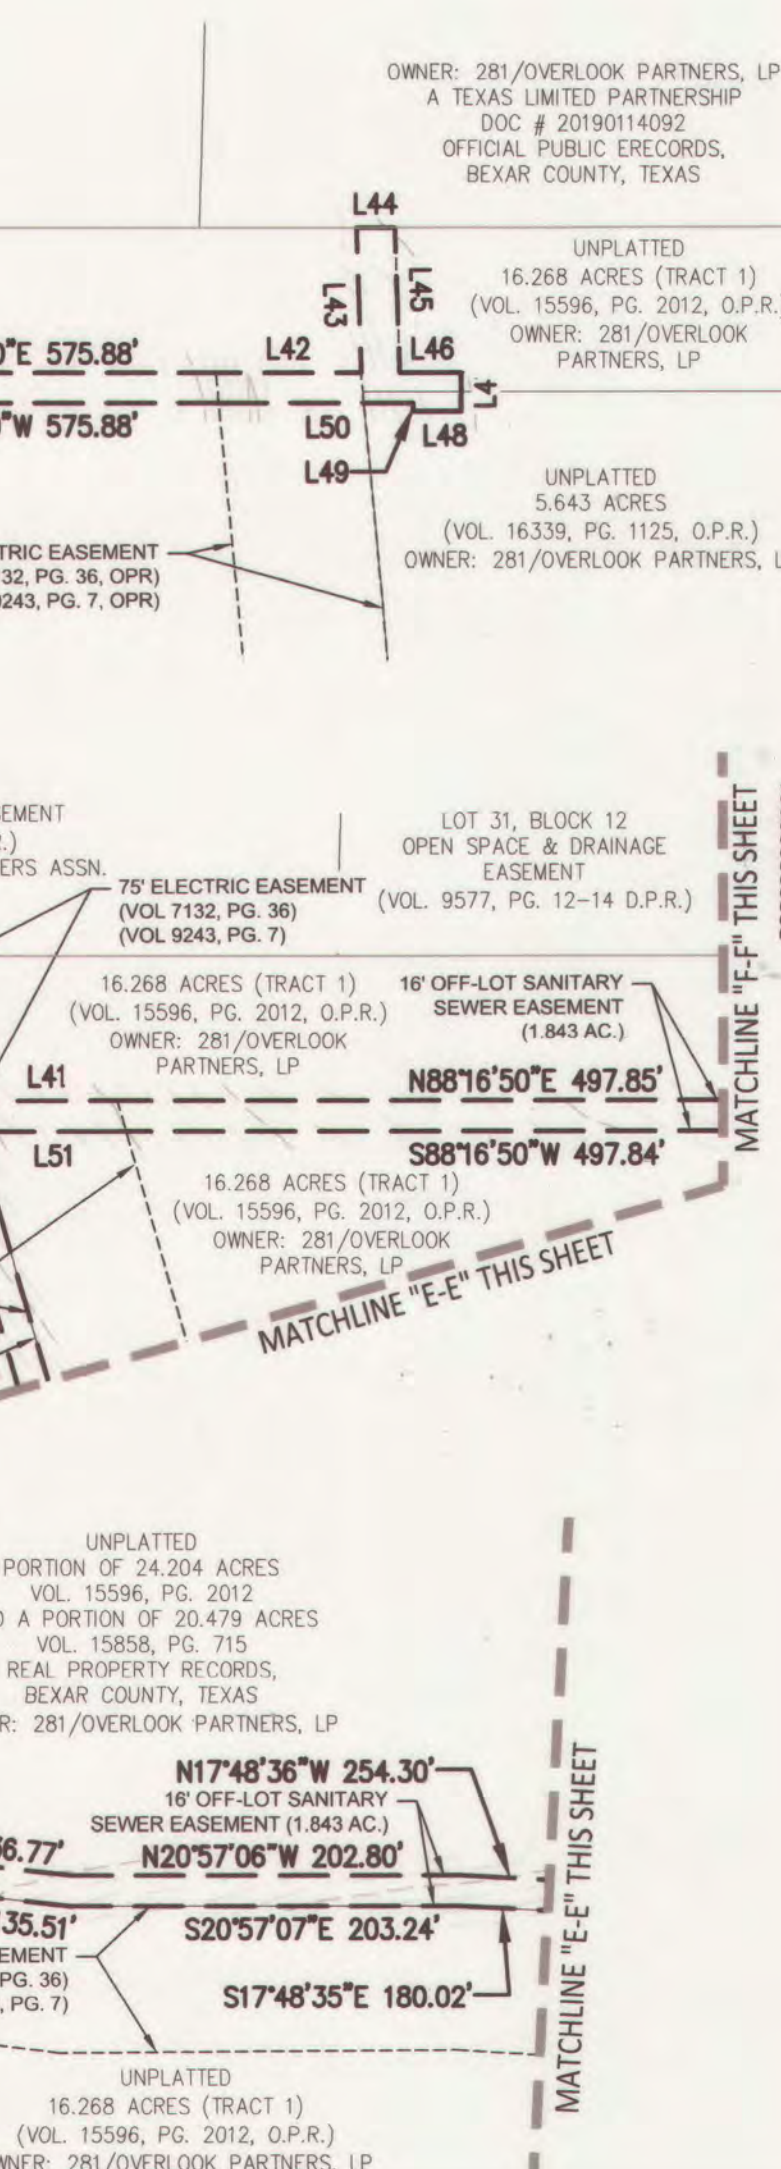 OWNER: 281/OVERLOOK PARTNERS, LP
A TEXAS LIMITED PARTNERSHIP
DOC # 20190114092
OFFICIAL PUBLIC ERECORDS,
BEXAR COUNTY, TEXAS
L44
UNPLATTED
16.268 ACRES (TRACT 1)
(VOL. 15596, PG. 2012, O.P.R.)
OWNER: 281/OVERLOOK
PARTNERS, LP
L43
L45
0"E 575.88'
L42
L46
L4
"W 575.88'
L50
L48
L49
UNPLATTED
5.643 ACRES
(VOL. 16339, PG. 1125, O.P.R.)
OWNER: 281/OVERLOOK PARTNERS, L
TRIC EASEMENT
32, PG. 36, OPR)
243, PG. 7, OPR)
EMENT
.)
ERS ASSN.
75' ELECTRIC EASEMENT
(VOL 7132, PG. 36)
(VOL 9243, PG. 7)
LOT 31, BLOCK 12
OPEN SPACE & DRAINAGE
EASEMENT
(VOL. 9577, PG. 12-14 D.P.R.)
MATCHLINE "F-F" THIS SHEET
16.268 ACRES (TRACT 1)
(VOL. 15596, PG. 2012, O.P.R.)
OWNER: 281/OVERLOOK
PARTNERS, LP
16' OFF-LOT SANITARY
SEWER EASEMENT
(1.843 AC.)
L41
N88°16'50"E 497.85'
L51
S88°16'50"W 497.84'
16.268 ACRES (TRACT 1)
(VOL. 15596, PG. 2012, O.P.R.)
OWNER: 281/OVERLOOK
PARTNERS, LP
MATCHLINE "E-E" THIS SHEET
UNPLATTED
PORTION OF 24.204 ACRES
VOL. 15596, PG. 2012
D A PORTION OF 20.479 ACRES
VOL. 15858, PG. 715
REAL PROPERTY RECORDS,
BEXAR COUNTY, TEXAS
R: 281/OVERLOOK PARTNERS, LP
N17°48'36"W 254.30'
16' OFF-LOT SANITARY
SEWER EASEMENT (1.843 AC.)
6.77'
N20°57'06"W 202.80'
35.51'
S20°57'07"E 203.24'
EMENT
PG. 36)
, PG. 7)
S17°48'35"E 180.02'
MATCHLINE "E-E" THIS SHEET
UNPLATTED
16.268 ACRES (TRACT 1)
(VOL. 15596, PG. 2012, O.P.R.)
WNER: 281/OVERLOOK PARTNERS, LP